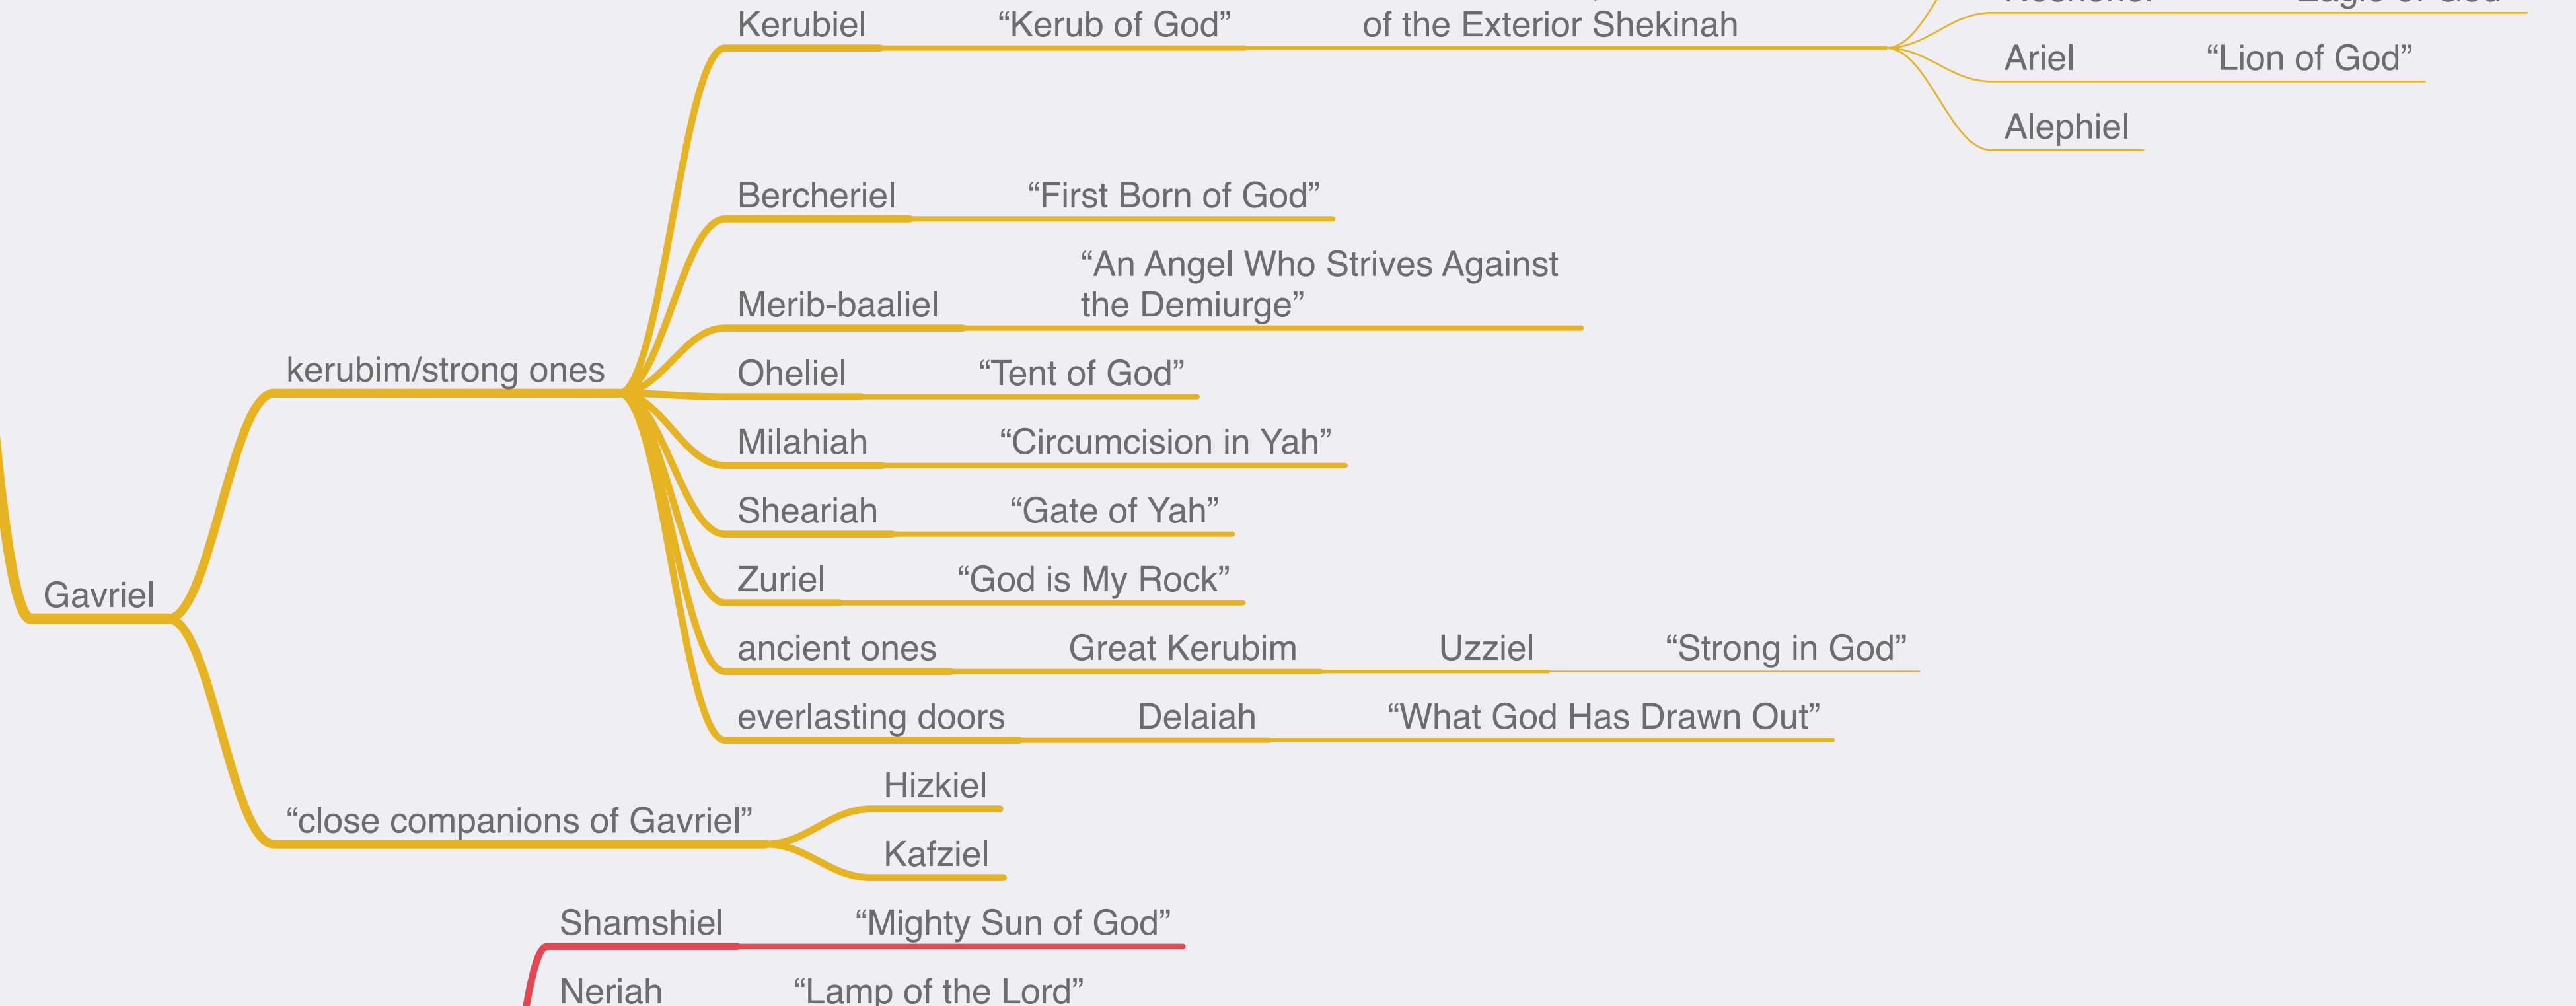 Kerubiel “Kerub of God” of the Exterior Shekinah
Ariel “Lion of God”
Alephiel
Bercheriel “First Born of God”
“An Angel Who Strives Against
Merib-baaliel the Demiurge”
kerubim/strong ones
Oheliel “Tent of God”
Milahiah “Circumcision in Yah”
Sheariah “Gate of Yah”
Zuriel “God is My Rock”
Gavriel
ancient ones Great Kerubim Uzziel “Strong in God”
everlasting doors Delaiah “What God Has Drawn Out”
Hizkiel
“close companions of Gavriel”
Kafziel
Shamshiel “Mighty Sun of God”
Neriah “Lamp of the Lord”